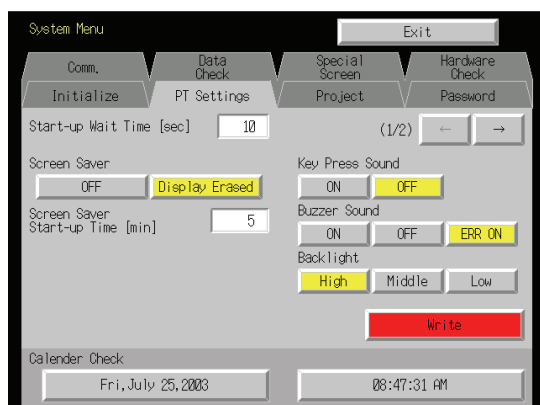 System Menu
Exit
Comm.
Data
Check
Special
Screen
Hardware
Check
Initialize
PT Settings
Project
Password
Start-up Wait Time [sec]
10
(1/2)
←
→
Screen Saver
OFF
Display Erased
Screen Saver
Start-up Time [min]
5
Key Press Sound
ON
OFF
Buzzer Sound
ON
OFF
ERR ON
Backlight
High
Middle
Low
Write
Calender Check
Fri,July 25,2003
08:47:31 AM